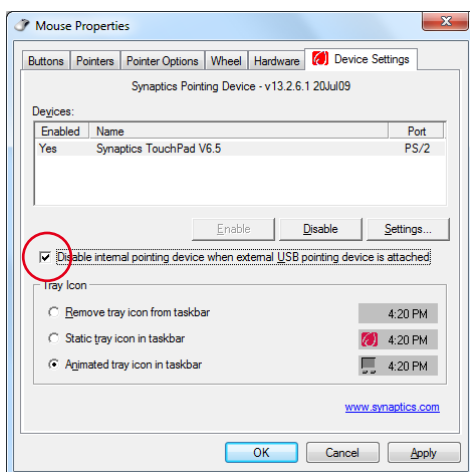 Mouse Properties
Buttons Pointers Pointer Options Wheel Hardware Device Settings
Synaptics Pointing Device - v13.2.6.1 20Jul09
Devices:
Enabled Name Port
Yes Synaptics TouchPad V6.5 PS/2
Enable Disable Settings...
Disable internal pointing device when external USB pointing device is attached
Tray Icon
Remove tray icon from taskbar 4:20 PM
Static tray icon in taskbar 4:20 PM
Animated tray icon in taskbar 4:20 PM
www.synaptics.com
OK Cancel Apply